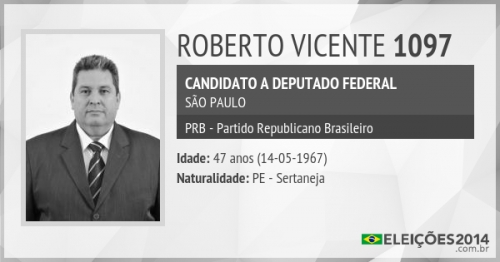 ROBERTO VICENTE 1097
CANDIDATO A DEPUTADO FEDERAL
SÃO PAULO
PRB - Partido Republicano Brasileiro
Idade: 47 anos (14-05-1967)
Naturalidade: PE - Sertaneja
ELEIÇÕES2014
.com.br